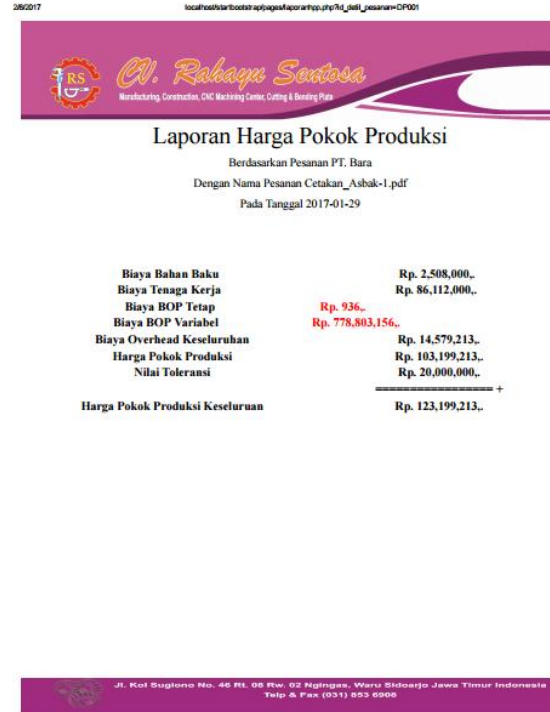 2/8/2017 localhost/startbootstrap/pages/laporanhpp.php?id_detil_pesanan=DP001
RS CV. Rahayu Sentosa
Manufacturing, Construction, CNC Machining Center, Cutting & Bending Plate
Laporan Harga Pokok Produksi
Berdasarkan Pesanan PT. Bara
Dengan Nama Pesanan Cetakan_Asbak-1.pdf
Pada Tanggal 2017-01-29
Biaya Bahan Baku Rp. 2,508,000,.
Biaya Tenaga Kerja Rp. 86,112,000,.
Biaya BOP Tetap Rp. 936,.
Biaya BOP Variabel Rp. 778,803,156,.
Biaya Overhead Keseluruhan Rp. 14,579,213,.
Harga Pokok Produksi Rp. 103,199,213,.
Nilai Toleransi Rp. 20,000,000,.
================== +
Harga Pokok Produksi Keseluruan Rp. 123,199,213,.
Jl. Kol Sugiono No. 46 Rt. 08 Rw. 02 Ngingas, Waru Sidoarjo Jawa Timur Indonesia
Telp & Fax (031) 853 6908